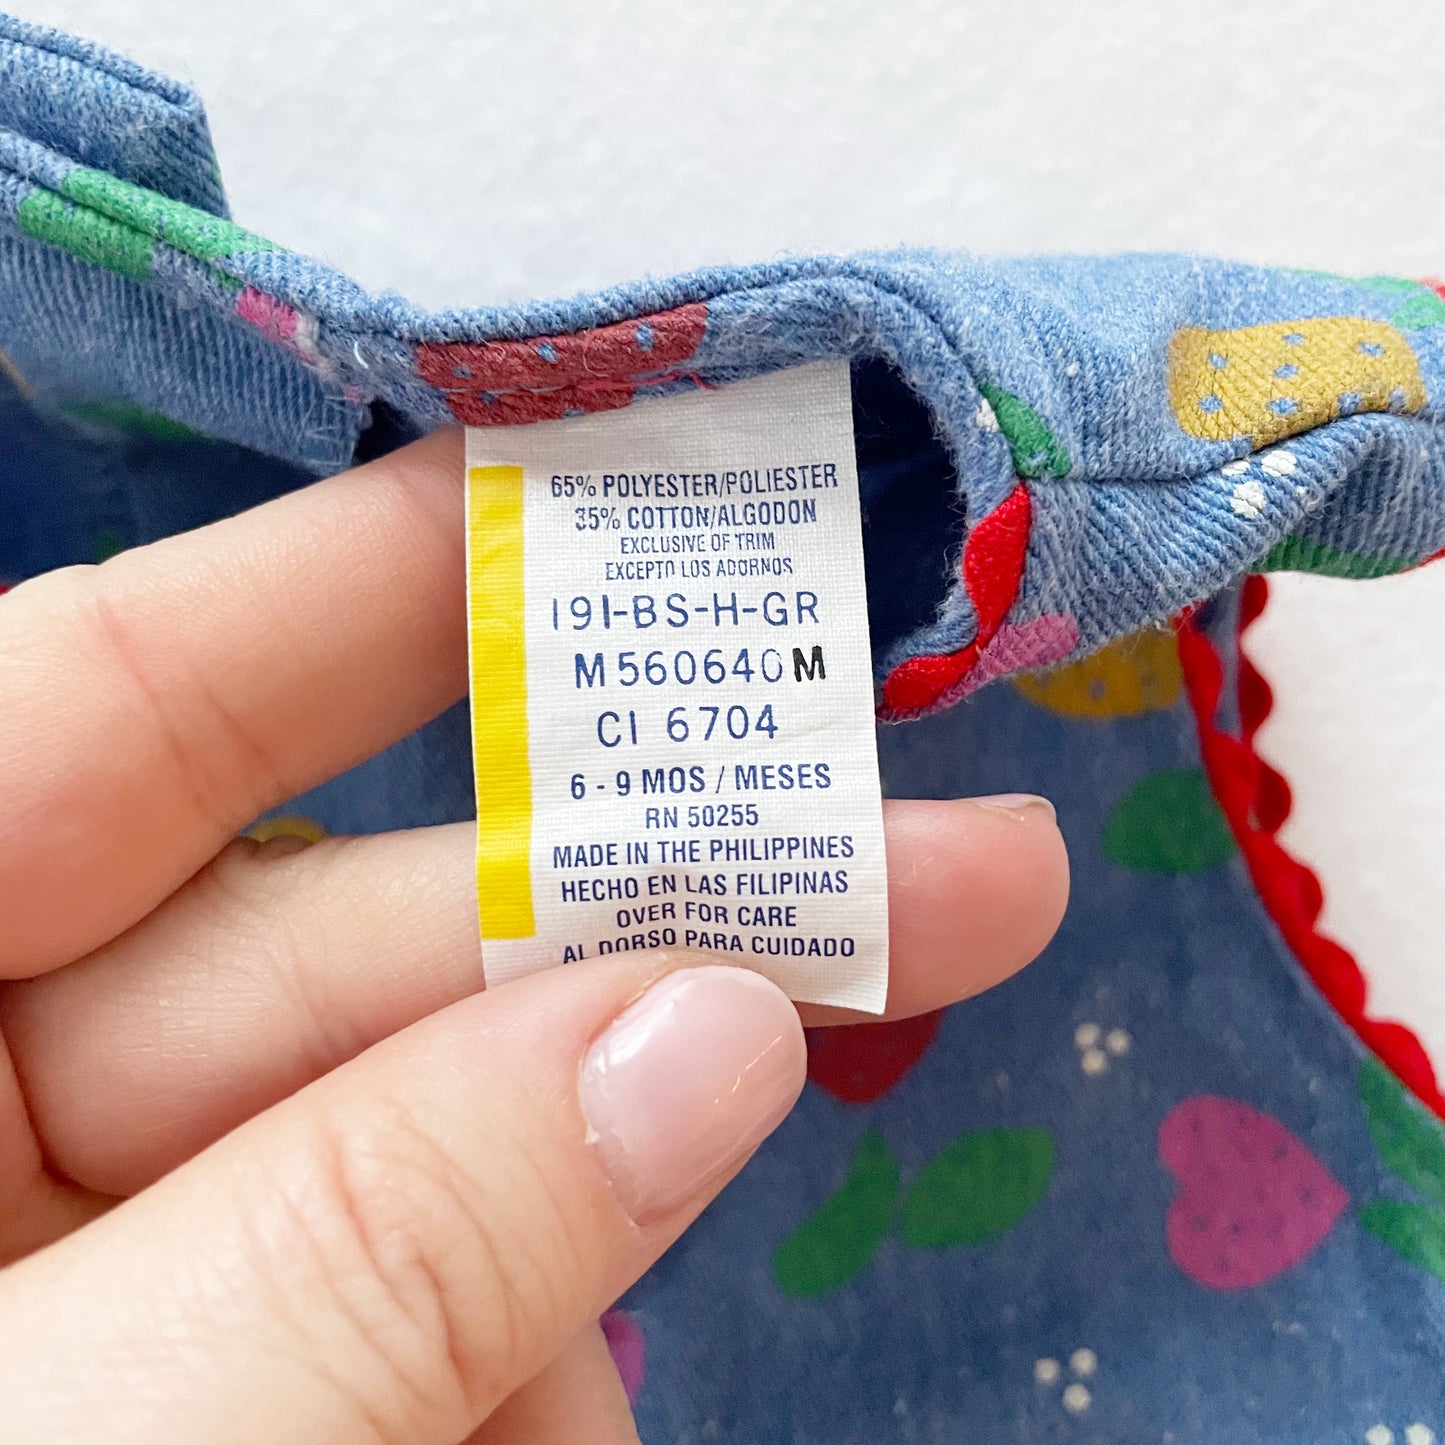 65% POLYESTER/POLIESTER
35% COTTON/ALGODON
EXCLUSIVE OF TRIM
EXCEPTO LOS ADORNOS
191-BS-H-GR
M560640M
CI 6704
6 - 9 MOS / MESES
RN 50255
MADE IN THE PHILIPPINES
HECHO EN LAS FILIPINAS
OVER FOR CARE
AL DORSO PARA CUIDADO